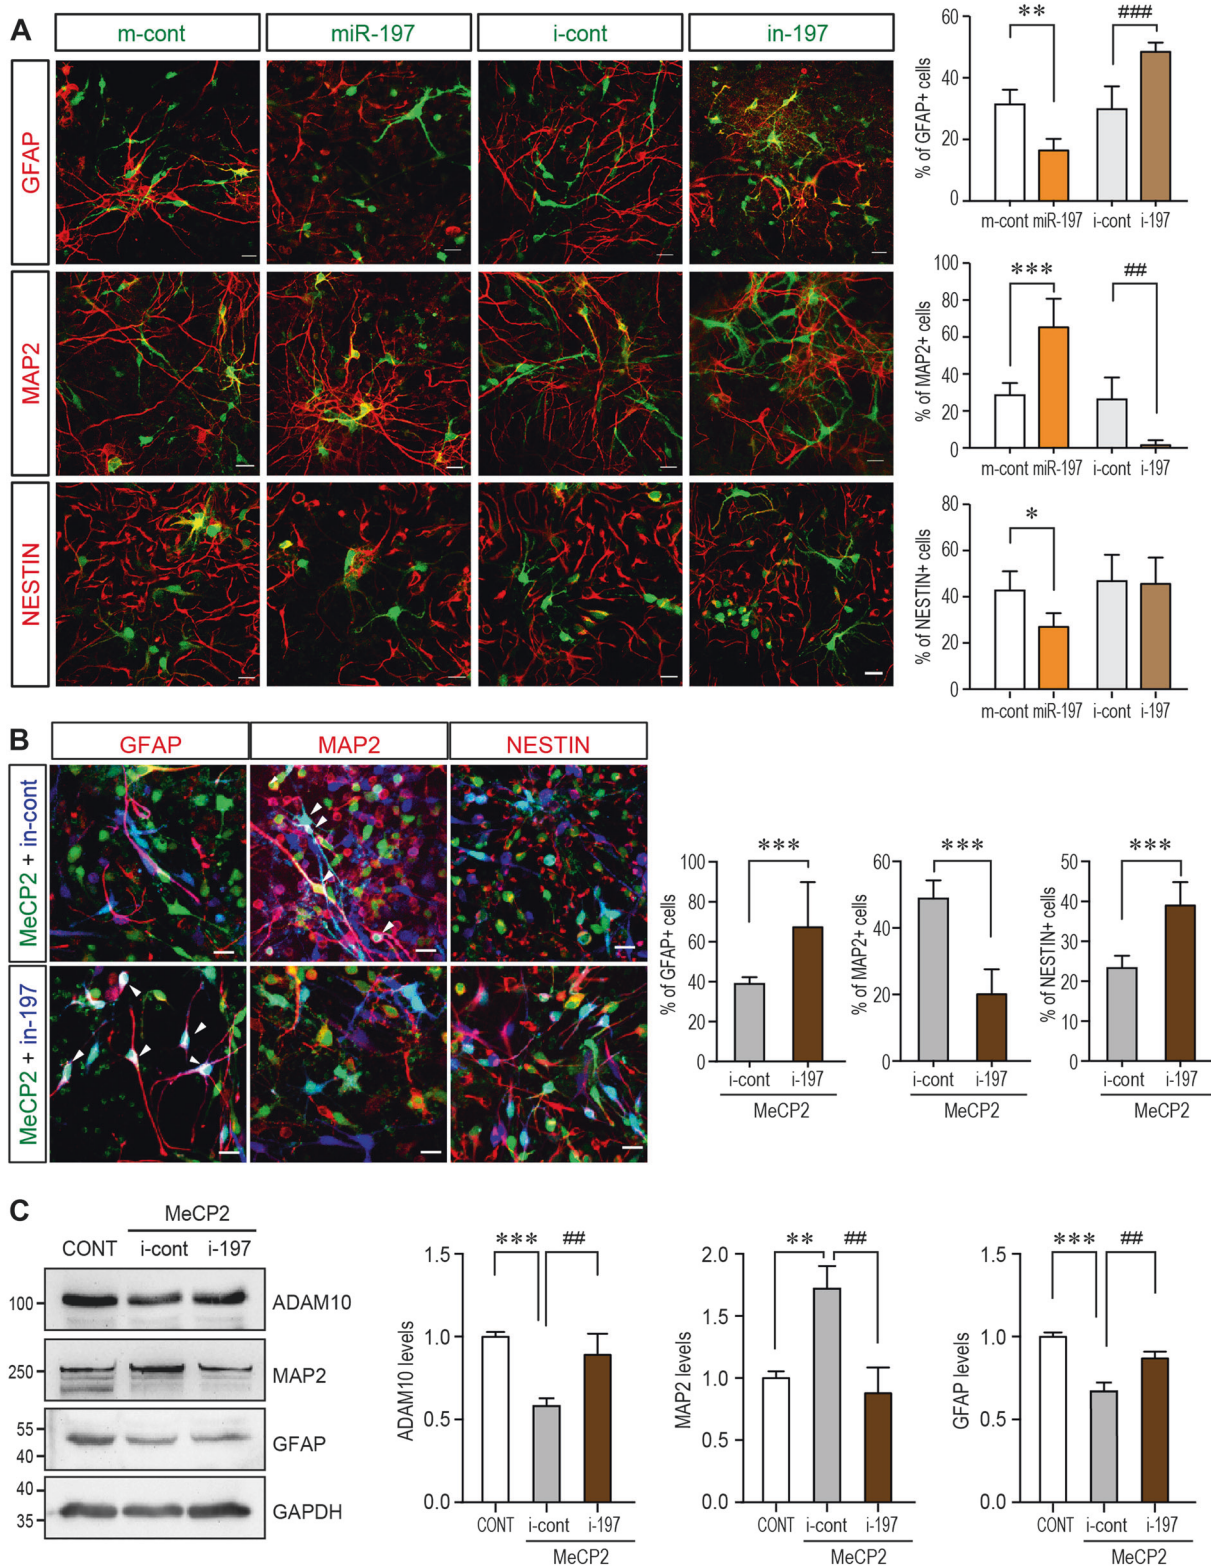 A
m-cont miR-197 i-cont in-197
GFAP
MAP2
NESTIN
% of GFAP+ cells
60
40
20
0
** ###
m-cont miR-197 i-cont i-197
% of MAP2+ cells
100
80
60
40
20
0
*** ##
m-cont miR-197 i-cont i-197
% of NESTIN+ cells
80
60
40
20
0
*
m-cont miR-197 i-cont i-197
B
GFAP MAP2 NESTIN
MeCP2 + in-cont
MeCP2 + in-197
% of GFAP+ cells
100
80
60
40
20
0
***
i-cont i-197
MeCP2
% of MAP2+ cells
60
40
20
0
***
i-cont i-197
MeCP2
% of NESTIN+ cells
50
40
30
20
10
0
***
i-cont i-197
MeCP2
C
MeCP2
CONT i-cont i-197
100 ADAM10
250 MAP2
55
40
GFAP
40
35
GAPDH
ADAM10 levels
1.5
1.0
0.5
0.0
*** ##
CONT i-cont i-197
MeCP2
MAP2 levels
2.0
1.5
1.0
0.5
0.0
** ##
CONT i-cont i-197
MeCP2
GFAP levels
1.5
1.0
0.5
0.0
*** ##
CONT i-cont i-197
MeCP2